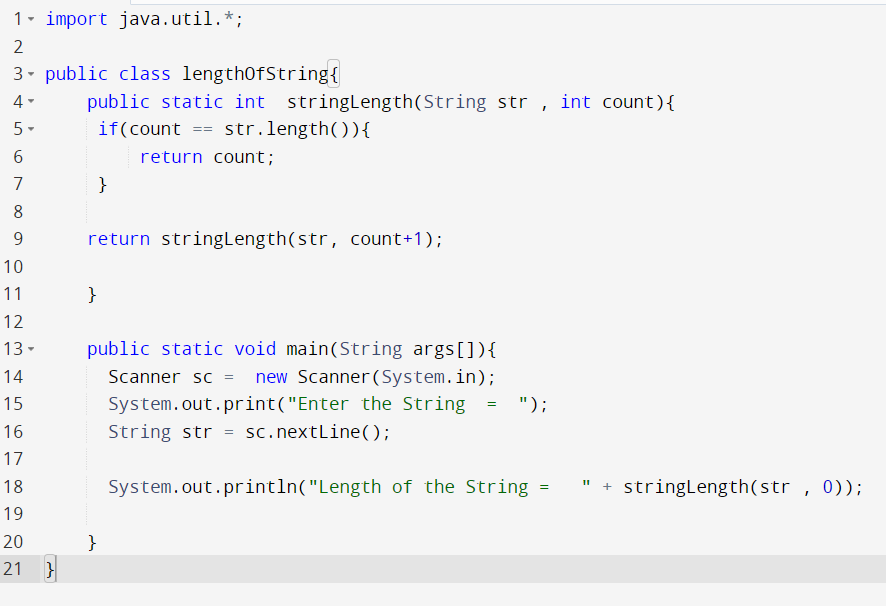 1 import java.util.*;
2
3 public class lengthOfString{
4     public static int  stringLength(String str , int count){
5      if(count == str.length()){
6          return count;
7      }
8
9     return stringLength(str, count+1);
10
11     }
12
13     public static void main(String args[]){
14       Scanner sc =  new Scanner(System.in);
15       System.out.print("Enter the String  =  ");
16       String str = sc.nextLine();
17
18       System.out.println("Length of the String =   " + stringLength(str , 0));
19
20     }
21 }